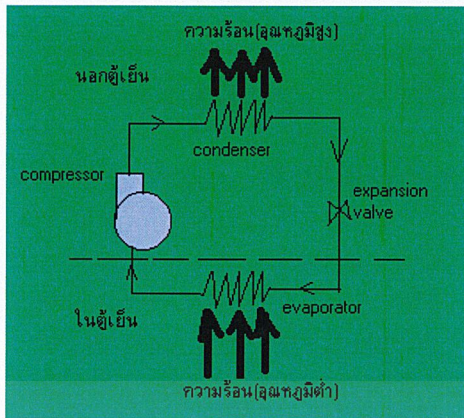 ความร้อน(อุณหภูมิสูง)
นอกตู้เย็น
condenser
compressor
expansion
valve
evaporator
ในตู้เย็น
ความร้อน(อุณหภูมิต่ำ)